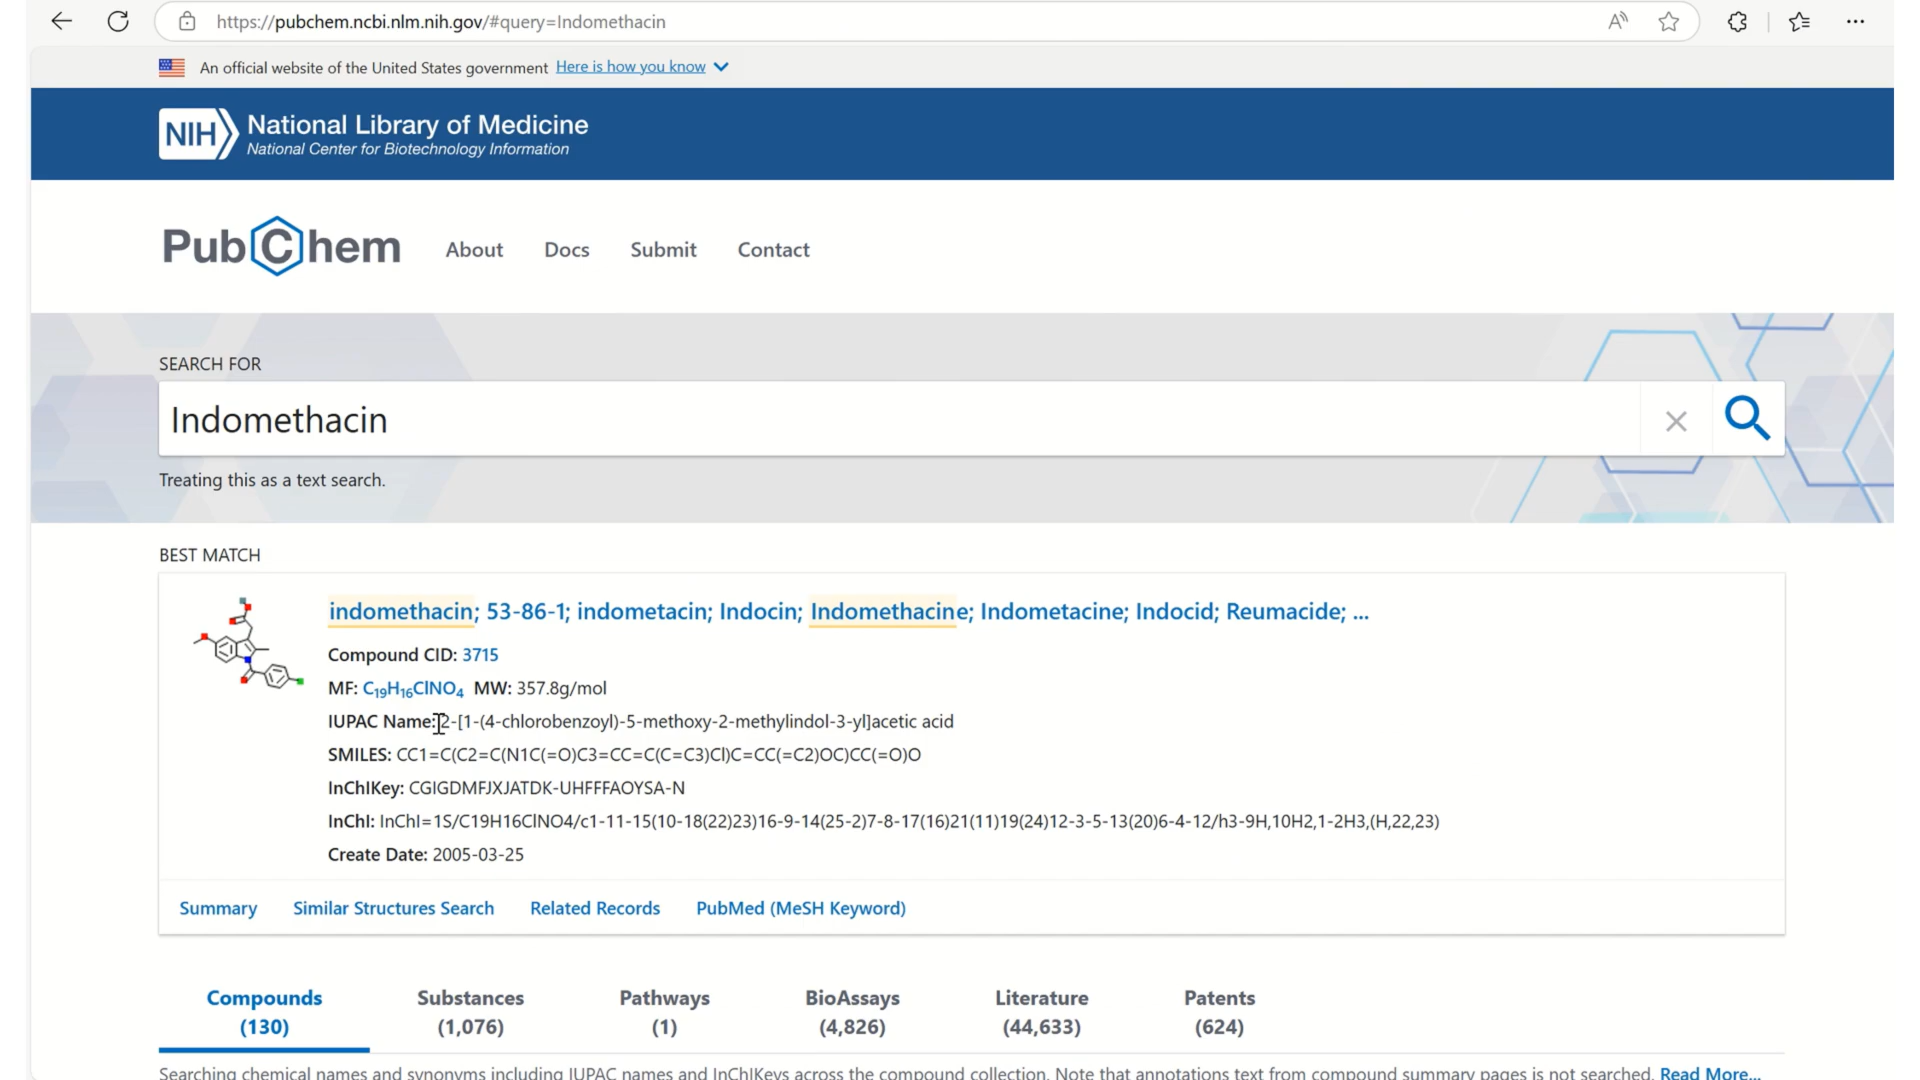 https://pubchem.ncbi.nlm.nih.gov/#query=Indomethacin
An official website of the United States government Here is how you know
NIH National Library of Medicine
National Center for Biotechnology Information
PubChem About Docs Submit Contact
SEARCH FOR
Indomethacin
Treating this as a text search.
BEST MATCH
indomethacin; 53-86-1; indometacin; Indocin; Indomethacine; Indometacine; Indocid; Reumacide; ...
Compound CID: 3715
MF: C₁₉H₁₆ClNO₄ MW: 357.8g/mol
IUPAC Name: 2-[1-(4-chlorobenzoyl)-5-methoxy-2-methylindol-3-yl]acetic acid
SMILES: CC1=C(C2=C(N1C(=O)C3=CC=C(C=C3)Cl)C=CC(=C2)OC)CC(=O)O
InChIKey: CGIGDMFJXJATDK-UHFFFAOYSA-N
InChI: InChI=1S/C19H16ClNO4/c1-11-15(10-18(22)23)16-9-14(25-2)7-8-17(16)21(11)19(24)12-3-5-13(20)6-4-12/h3-9H,10H2,1-2H3,(H,22,23)
Create Date: 2005-03-25
Summary Similar Structures Search Related Records PubMed (MeSH Keyword)
Compounds Substances Pathways BioAssays Literature Patents
(130) (1,076) (1) (4,826) (44,633) (624)
Searching chemical names and synonyms including IUPAC names and InChIKeys across the compound collection. Note that annotations text from compound summary pages is not searched. Read More...